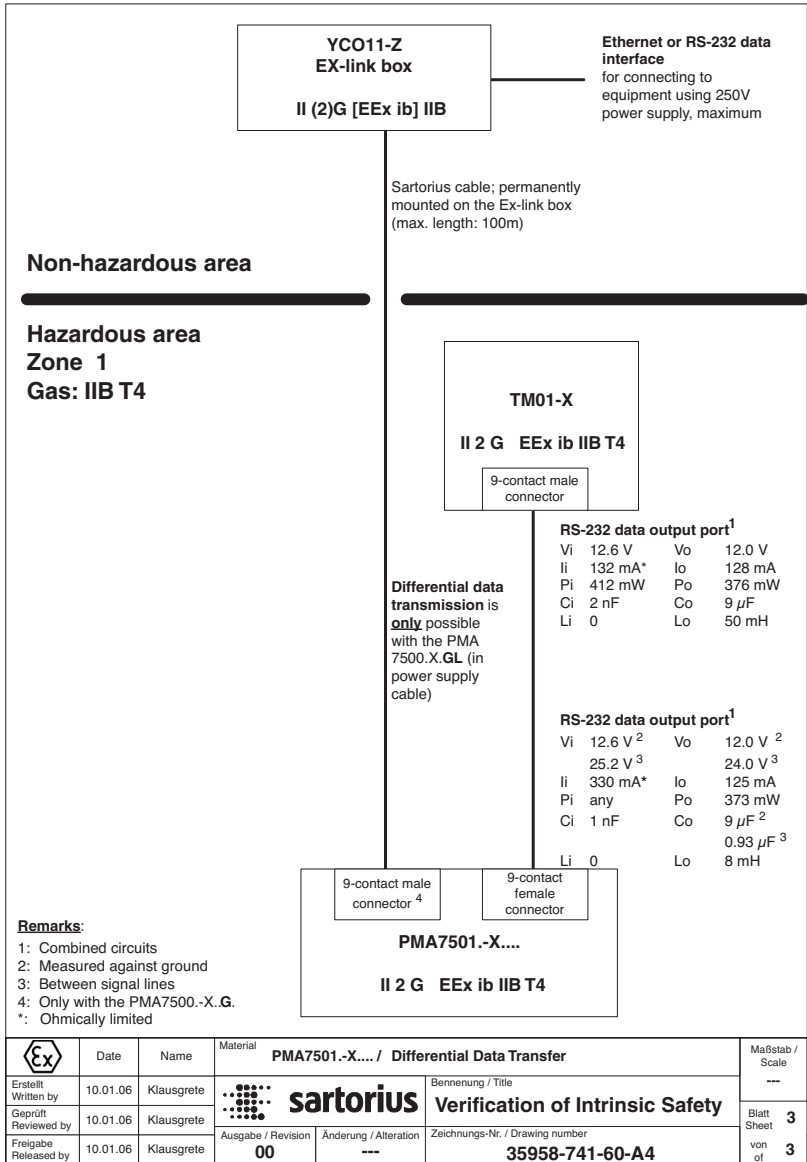 YCO11-Z
EX-link box
II (2)G [EEx ib] IIB
Ethernet or RS-232 data
interface
for connecting to
equipment using 250V
power supply, maximum
Sartorius cable; permanently
mounted on the Ex-link box
(max. length: 100m)
Non-hazardous area
Hazardous area
Zone 1
Gas: IIB T4
TM01-X
II 2 G EEx ib IIB T4
9-contact male
connector
RS-232 data output port1
Vi 12.6 V Vo 12.0 V
Ii 132 mA* Io 128 mA
Pi 412 mW Po 376 mW
Ci 2 nF Co 9 µF
Li 0 Lo 50 mH
Differential data
transmission is
only possible
with the PMA
7500.X.GL (in
power supply
cable)
RS-232 data output port1
Vi 12.6 V 2 Vo 12.0 V 2
25.2 V 3 24.0 V 3
Ii 330 mA* Io 125 mA
Pi any Po 373 mW
Ci 1 nF Co 9 µF 2
0.93 µF 3
Li 0 Lo 8 mH
9-contact male
connector 4
9-contact
female
connector
PMA7501.-X....
II 2 G EEx ib IIB T4
Remarks:
1: Combined circuits
2: Measured against ground
3: Between signal lines
4: Only with the PMA7500.-X..G.
*: Ohmically limited
Ex
Date
Name
Material
PMA7501.-X.... / Differential Data Transfer
Maßstab /
Scale
---
Erstellt
Written by
10.01.06
Klausgrete
sartorius
Bennenung / Title
Verification of Intrinsic Safety
Geprüft
Reviewed by
10.01.06
Klausgrete
Blatt
Sheet
3
Freigabe
Released by
10.01.06
Klausgrete
Ausgabe / Revision
00
Änderung / Alteration
---
Zeichnungs-Nr. / Drawing number
35958-741-60-A4
von
of
3